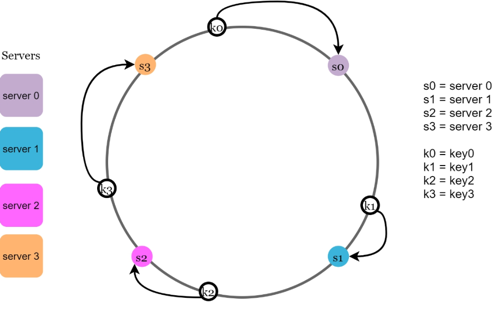 Servers
server 0
server 1
server 2
server 3
k0
s0
s3
k3
k1
s2
s1
k2
s0 = server 0
s1 = server 1
s2 = server 2
s3 = server 3
k0 = key0
k1 = key1
k2 = key2
k3 = key3